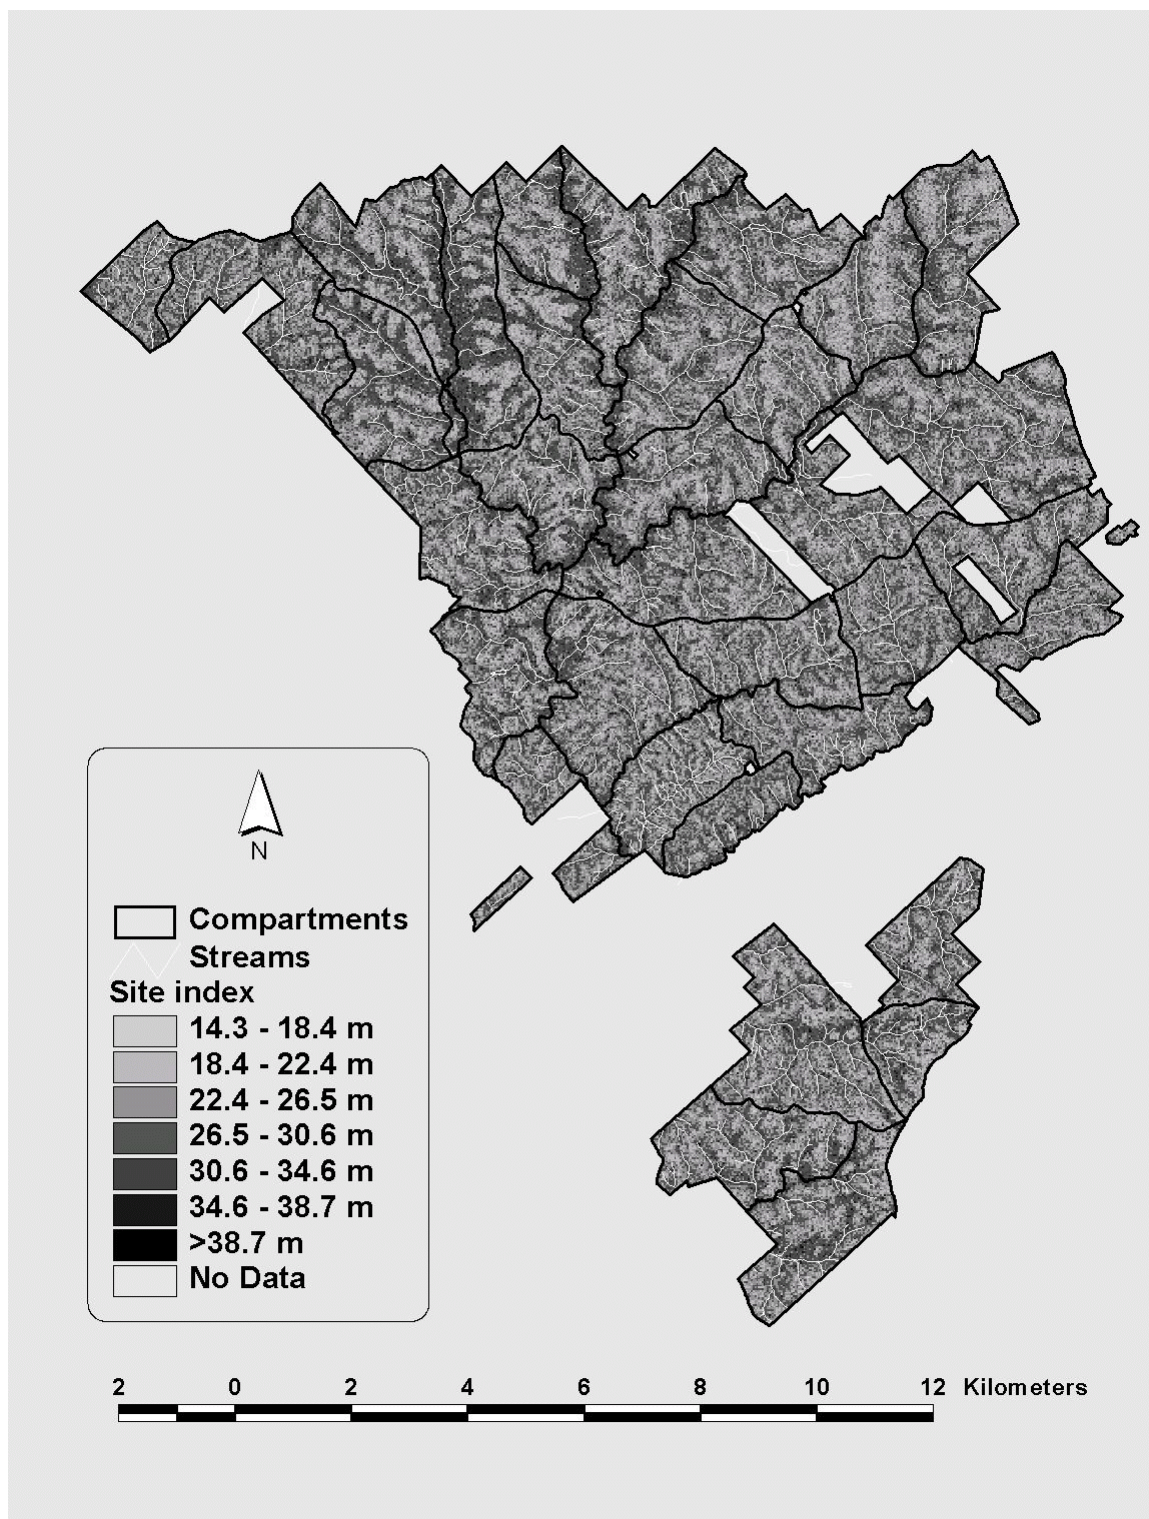 N
Compartments
Streams
Site index
14.3 - 18.4 m
18.4 - 22.4 m
22.4 - 26.5 m
26.5 - 30.6 m
30.6 - 34.6 m
34.6 - 38.7 m
>38.7 m
No Data
2 0 2 4 6 8 10 12 Kilometers